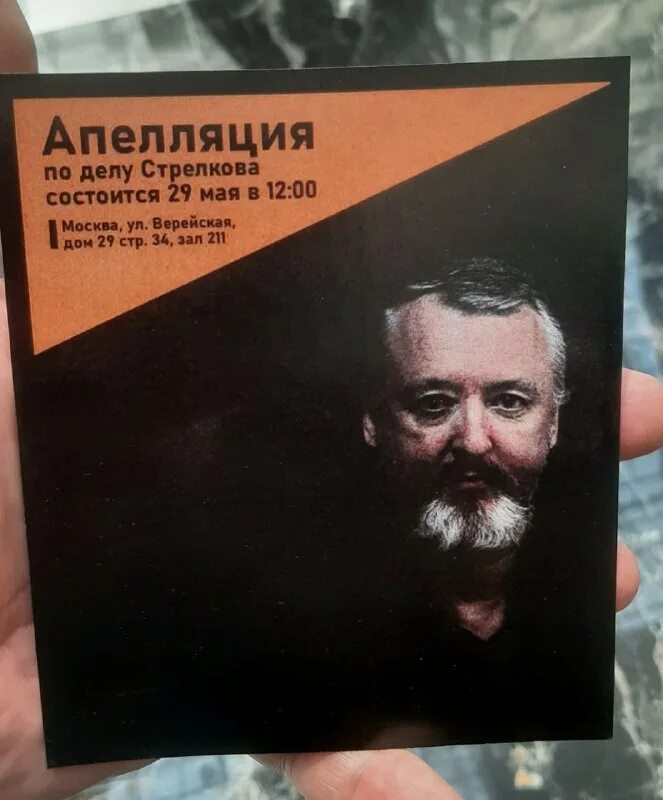 Апелляция
по делу Стрелкова
состоится 29 мая в 12:00
Москва, ул. Верейская,
дом 29 стр. 34, зал 211